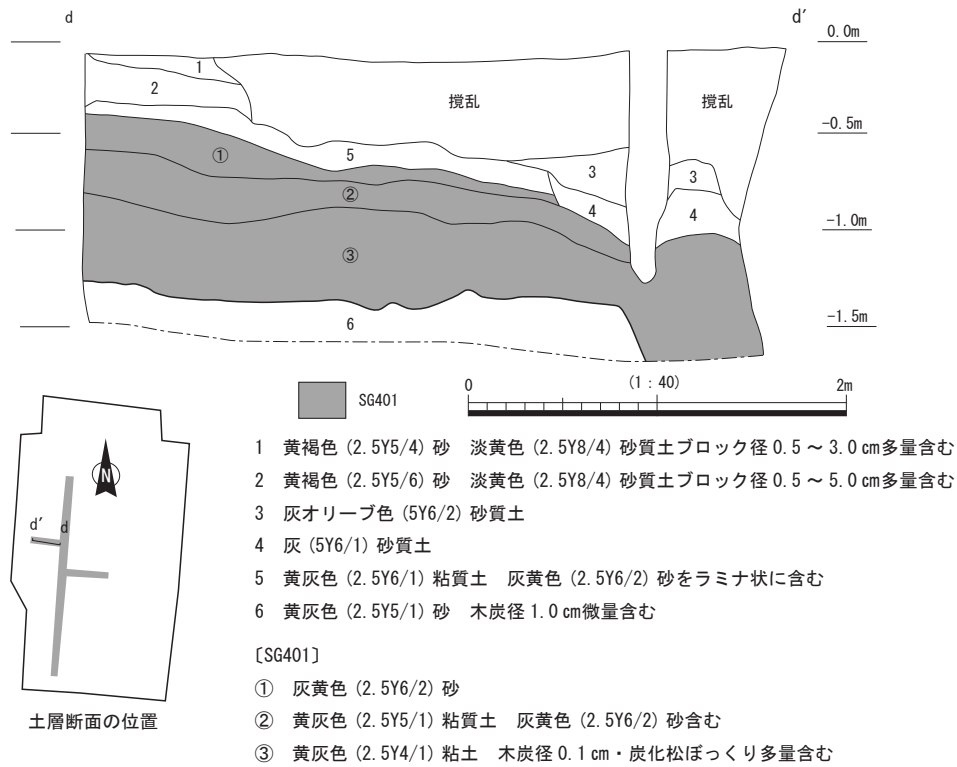 d
d′
0.0m
-0.5m
-1.0m
-1.5m
1
2
撹乱
撹乱
5
3
3
4
4
①
②
③
6
SG401
0
(1：40)
2m
N
d′
d
土層断面の位置
1 黄褐色 (2.5Y5/4) 砂 淡黄色 (2.5Y8/4) 砂質土ブロック径 0.5 ～ 3.0 ㎝多量含む
2 黄褐色 (2.5Y5/6) 砂 淡黄色 (2.5Y8/4) 砂質土ブロック径 0.5 ～ 5.0 ㎝多量含む
3 灰オリーブ色 (5Y6/2) 砂質土
4 灰 (5Y6/1) 砂質土
5 黄灰色 (2.5Y6/1) 粘質土 灰黄色 (2.5Y6/2) 砂をラミナ状に含む
6 黄灰色 (2.5Y5/1) 砂 木炭径 1.0 ㎝微量含む
〔SG401〕
① 灰黄色 (2.5Y6/2) 砂
② 黄灰色 (2.5Y5/1) 粘質土 灰黄色 (2.5Y6/2) 砂含む
③ 黄灰色 (2.5Y4/1) 粘土 木炭径 0.1 ㎝・炭化松ぼっくり多量含む